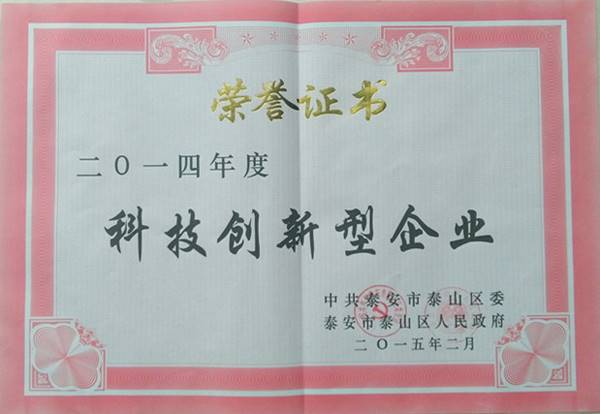 荣誉证书
二〇一四年度
科技创新型企业
中共泰安市泰山区委
泰安市泰山区人民政府
二〇一五年二月